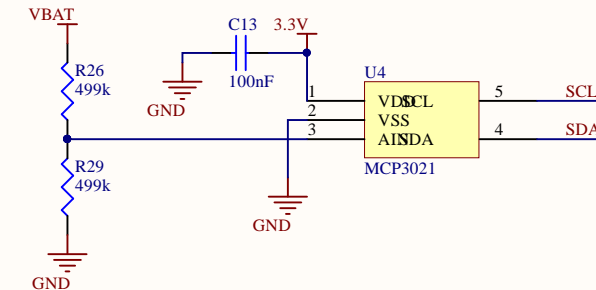 VBAT
C13
3.3V
R26
499k
100nF
GND
U4
1
VDD
SCL
5
SCL
2
VSS
3
AIN
SDA
4
SDA
MCP3021
R29
499k
GND
GND